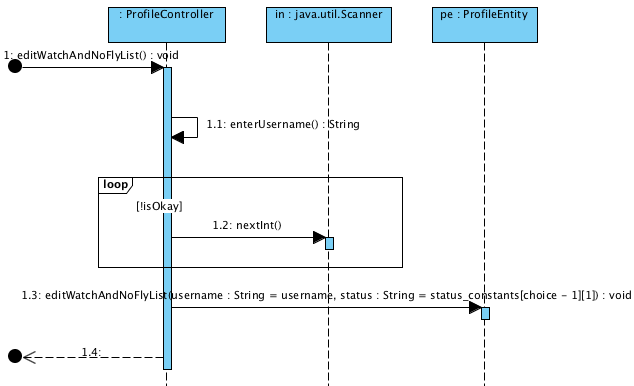 : ProfileController
in : java.util.Scanner
pe : ProfileEntity
1: editWatchAndNoFlyList() : void
1.1: enterUsername() : String
loop
[!isOkay]
1.2: nextInt()
1.3: editWatchAndNoFlyList(username : String = username, status : String = status_constants[choice - 1][1]) : void
1.4: